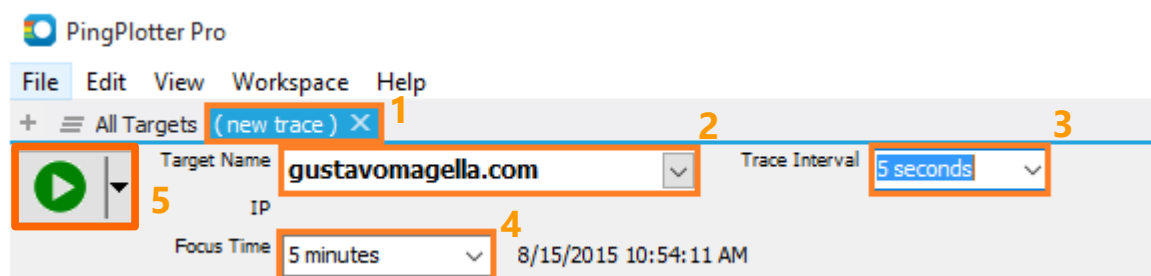 PingPlotter Pro
File Edit View Workspace Help
+ All Targets ( new trace ) × 1
Target Name gustavomagella.com 2 Trace Interval 5 seconds 3
5 IP
Focus Time 5 minutes 4 8/15/2015 10:54:11 AM